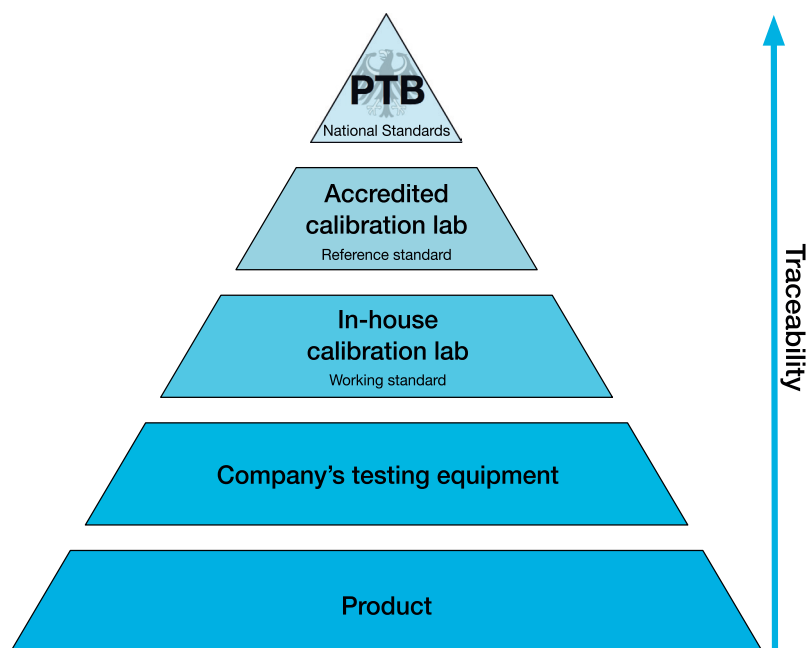 PTB
National Standards
Accredited
calibration lab
Reference standard
In-house
calibration lab
Working standard
Company’s testing equipment
Product
Traceability